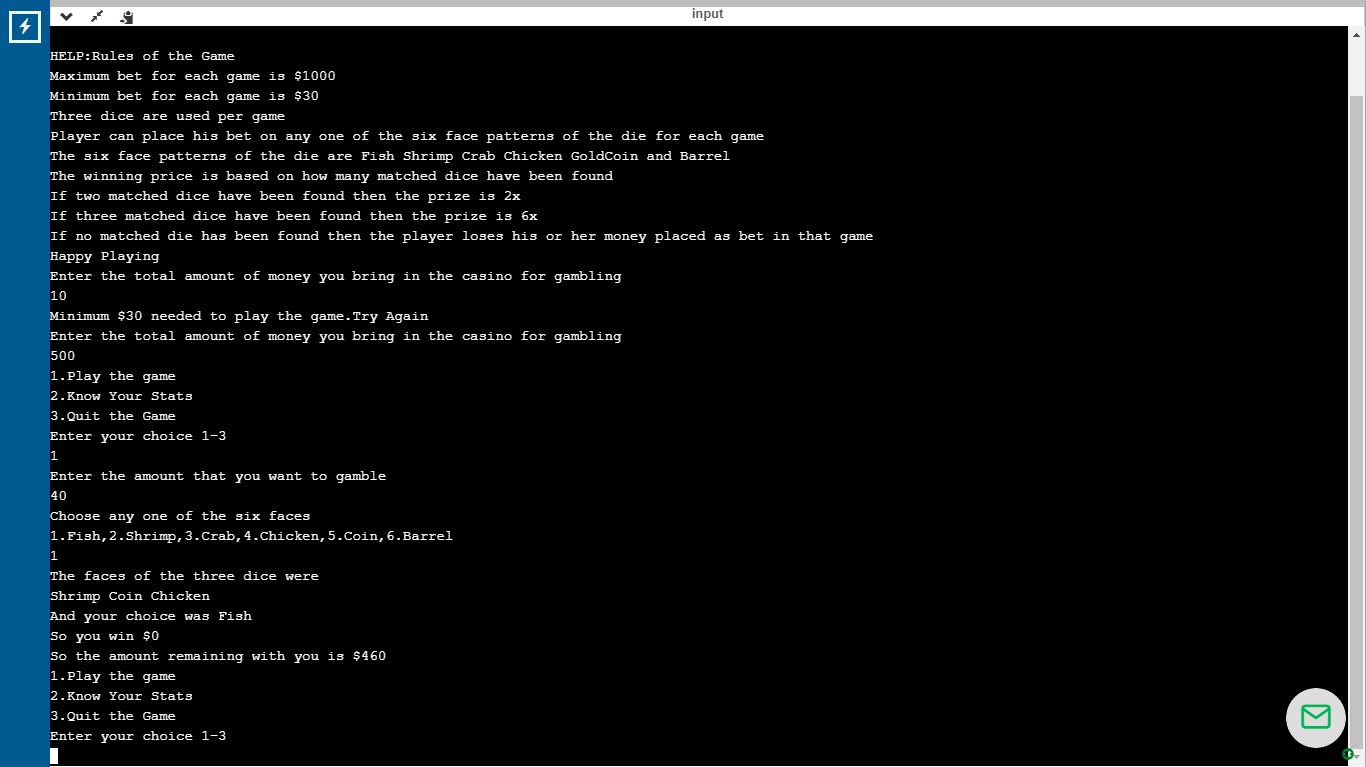 input
HELP:Rules of the Game
Maximum bet for each game is $1000
Minimum bet for each game is $30
Three dice are used per game
Player can place his bet on any one of the six face patterns of the die for each game
The six face patterns of the die are Fish Shrimp Crab Chicken GoldCoin and Barrel
The winning price is based on how many matched dice have been found
If two matched dice have been found then the prize is 2x
If three matched dice have been found then the prize is 6x
If no matched die has been found then the player loses his or her money placed as bet in that game
Happy Playing
Enter the total amount of money you bring in the casino for gambling
10
Minimum $30 needed to play the game.Try Again
Enter the total amount of money you bring in the casino for gambling
500
1.Play the game
2.Know Your Stats
3.Quit the Game
Enter your choice 1-3
1
Enter the amount that you want to gamble
40
Choose any one of the six faces
1.Fish,2.Shrimp,3.Crab,4.Chicken,5.Coin,6.Barrel
1
The faces of the three dice were
Shrimp Coin Chicken
And your choice was Fish
So you win $0
So the amount remaining with you is $460
1.Play the game
2.Know Your Stats
3.Quit the Game
Enter your choice 1-3